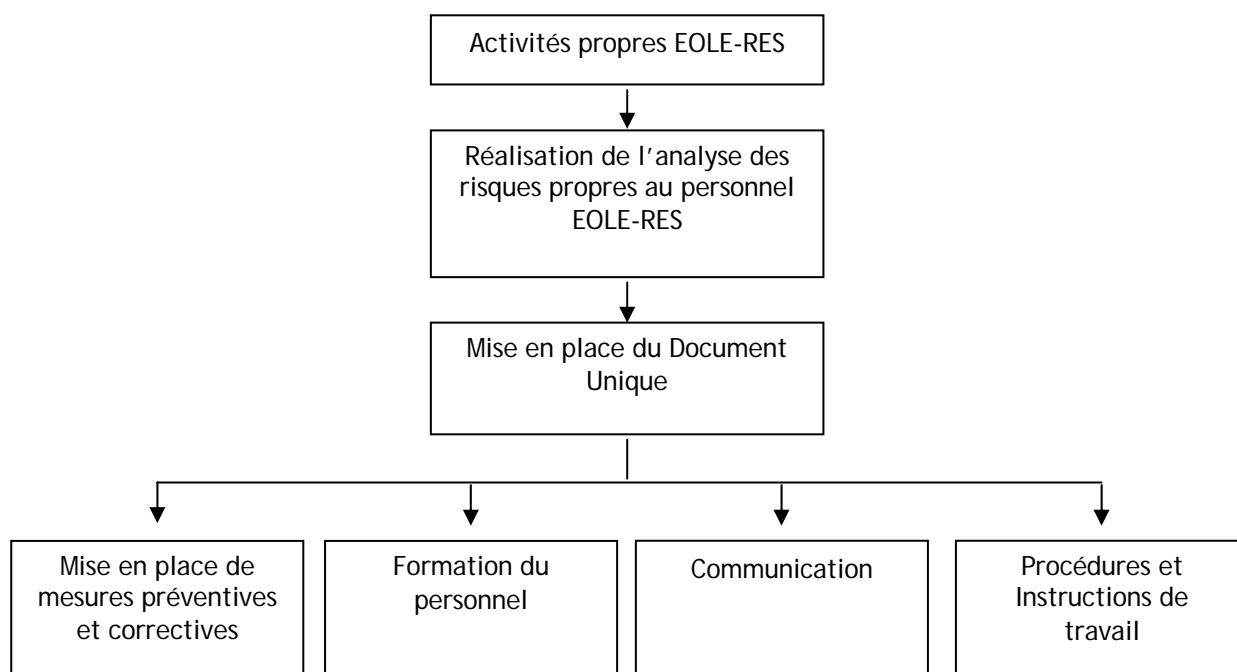 Activités propres EOLE-RES
Réalisation de l'analyse des
risques propres au personnel
EOLE-RES
Mise en place du Document
Unique
Mise en place de
mesures préventives
et correctives
Formation du
personnel
Communication
Procédures et
Instructions de
travail